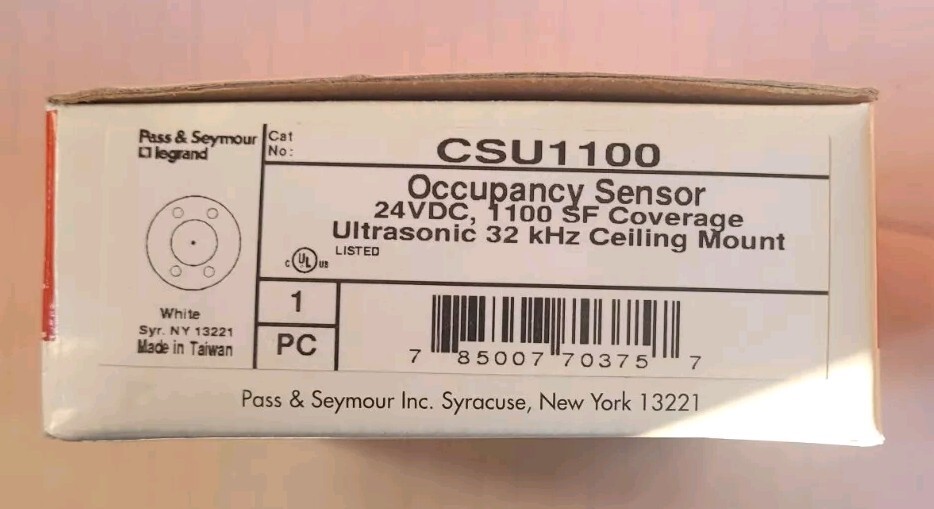 Pass & Seymour
legrand
Cat
No:
CSU1100
Occupancy Sensor
24VDC, 1100 SF Coverage
Ultrasonic 32 kHz Ceiling Mount
c UL us LISTED
White
Syr. NY 13221
Made in Taiwan
1
PC
7 85007 70375 7
Pass & Seymour Inc. Syracuse, New York 13221